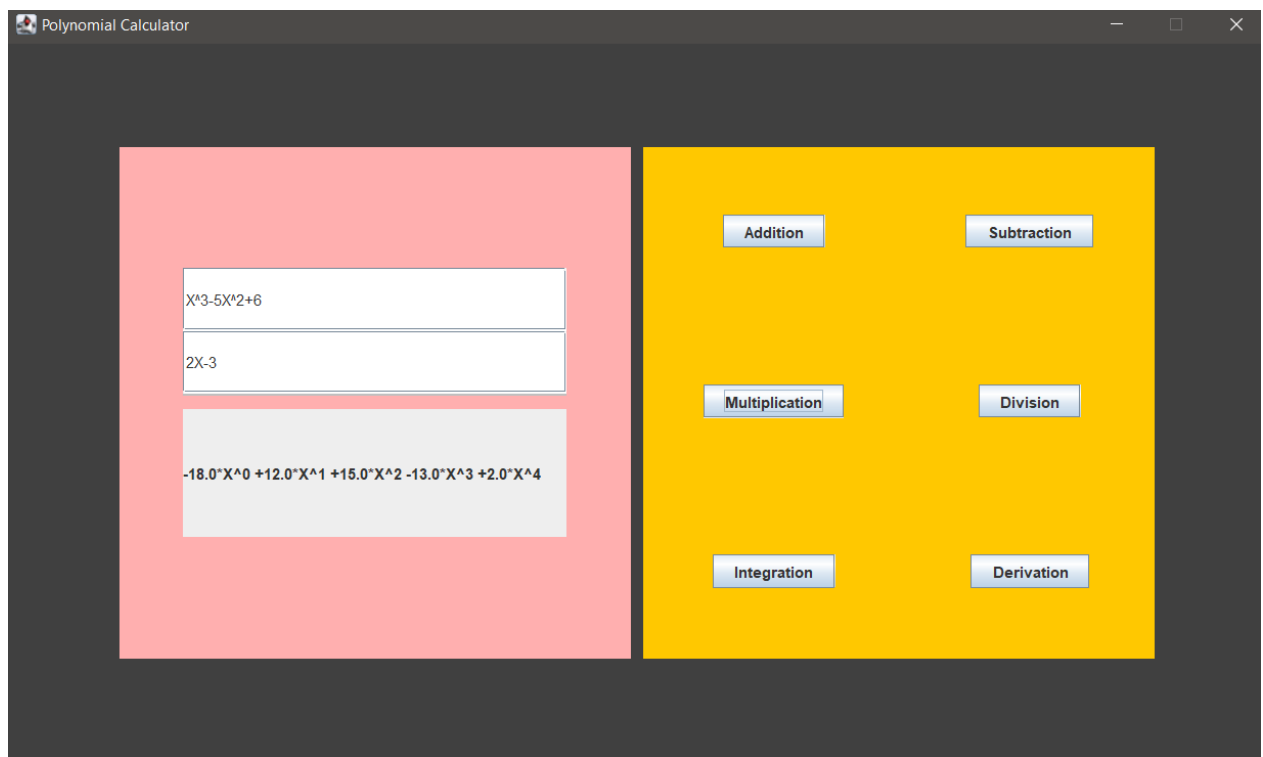 Polynomial Calculator
X^3-5X^2+6
2X-3
-18.0*X^0 +12.0*X^1 +15.0*X^2 -13.0*X^3 +2.0*X^4
Addition
Subtraction
Multiplication
Division
Integration
Derivation